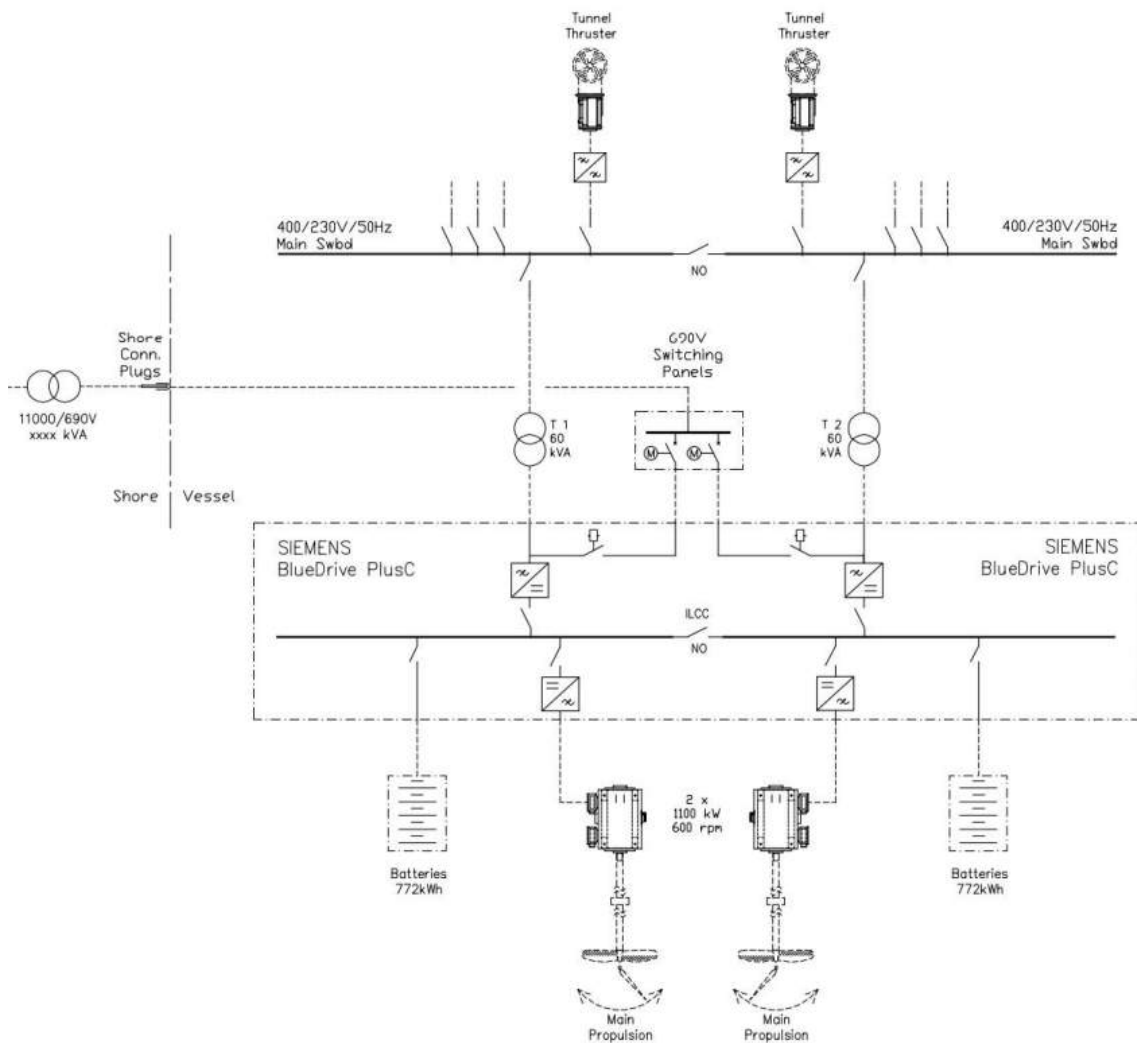 Tunnel
Thruster
Tunnel
Thruster
400/230V/50Hz
Main Swbd
400/230V/50Hz
Main Swbd
NO
Shore
Conn.
Plugs
690V
Switching
Panels
11000/690V
xxxx kVA
T 1
60
kVA
T 2
60
kVA
M
M
Shore
Vessel
SIEMENS
BlueDrive PlusC
SIEMENS
BlueDrive PlusC
ILCC
NO
2 x
1100 kW
600 rpm
Batteries
772kWh
Batteries
772kWh
Main
Propulsion
Main
Propulsion